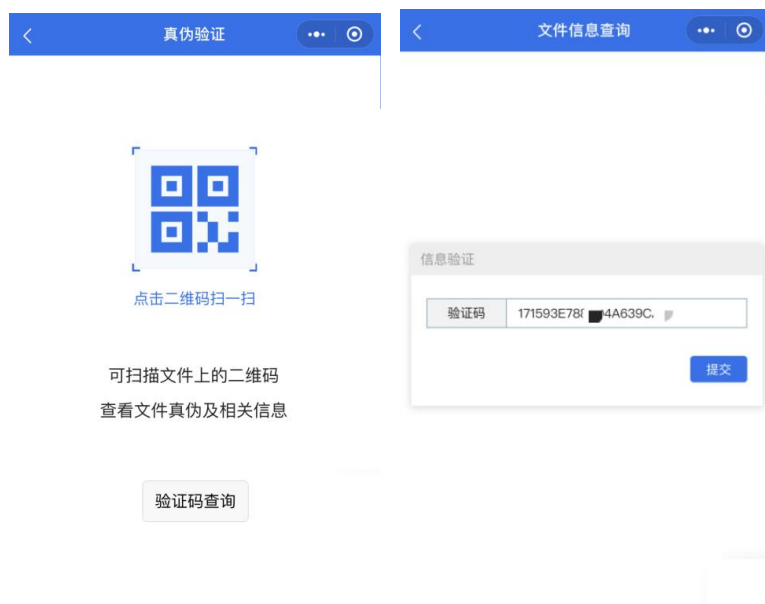 真伪验证
点击二维码扫一扫
可扫描文件上的二维码
查看文件真伪及相关信息
验证码查询
文件信息查询
信息验证
验证码
提交